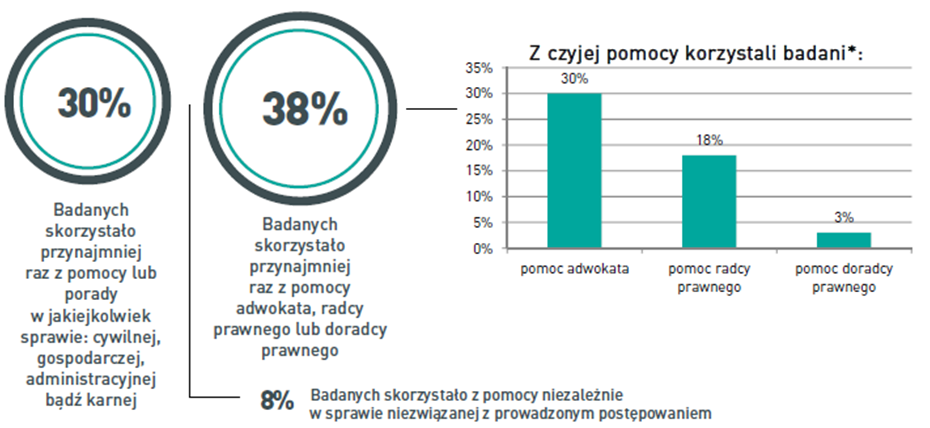 30%
Badanych
skorzystało
przynajmniej
raz z pomocy lub
porady
w jakiejkolwiek
sprawie: cywilnej,
gospodarczej,
administracyjnej
bądź karnej
38%
Badanych
skorzystało
przynajmniej
raz z pomocy
adwokata, radcy
prawnego lub doradcy
prawnego
Z czyjej pomocy korzystali badani*:
35%
30%
25%
20%
15%
10%
5%
0%
30%
18%
3%
pomoc adwokata
pomoc radcy
prawnego
pomoc doradcy
prawnego
8%
Badanych skorzystało z pomocy niezależnie
w sprawie niezwiązanej z prowadzonym postępowaniem